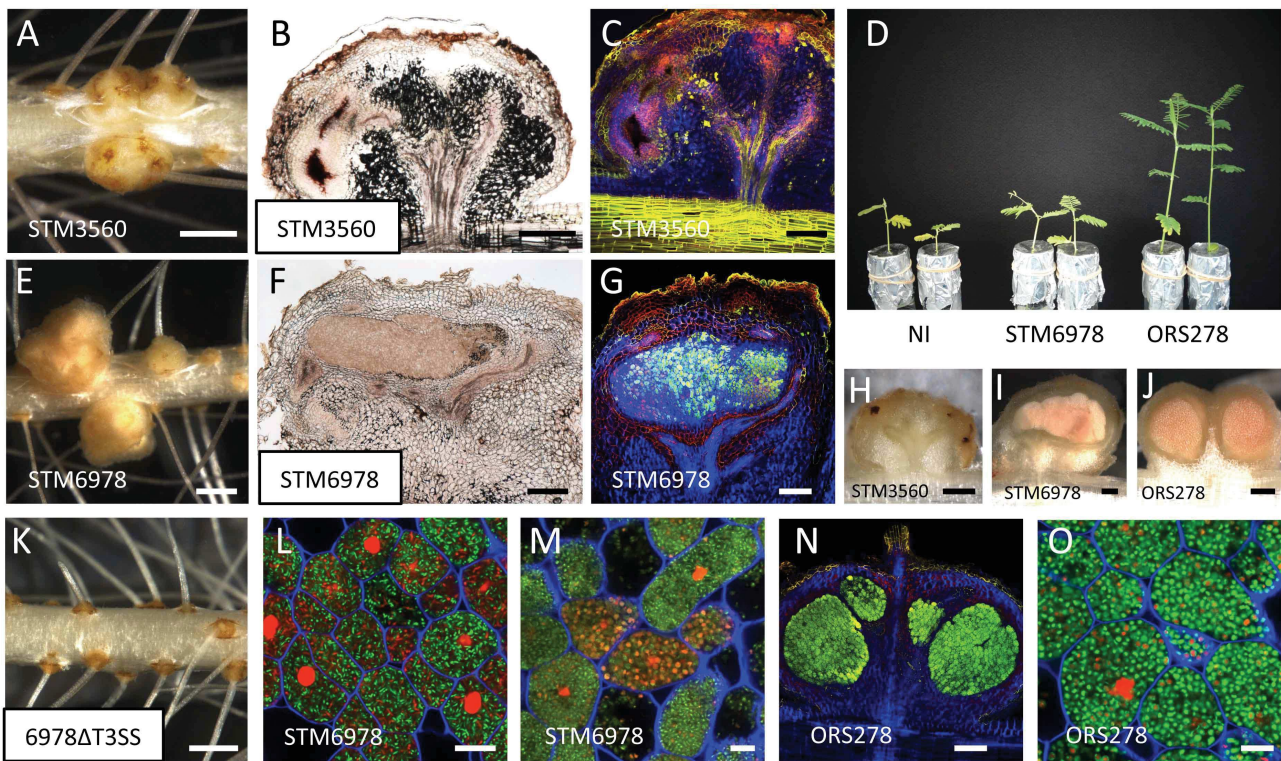 A
STM3560
B
STM3560
C
STM3560
D
NI STM6978 ORS278
E
STM6978
F
STM6978
G
STM6978
H
STM3560
I
STM6978
J
ORS278
K
6978ΔT3SS
L
STM6978
M
STM6978
N
ORS278
O
ORS278